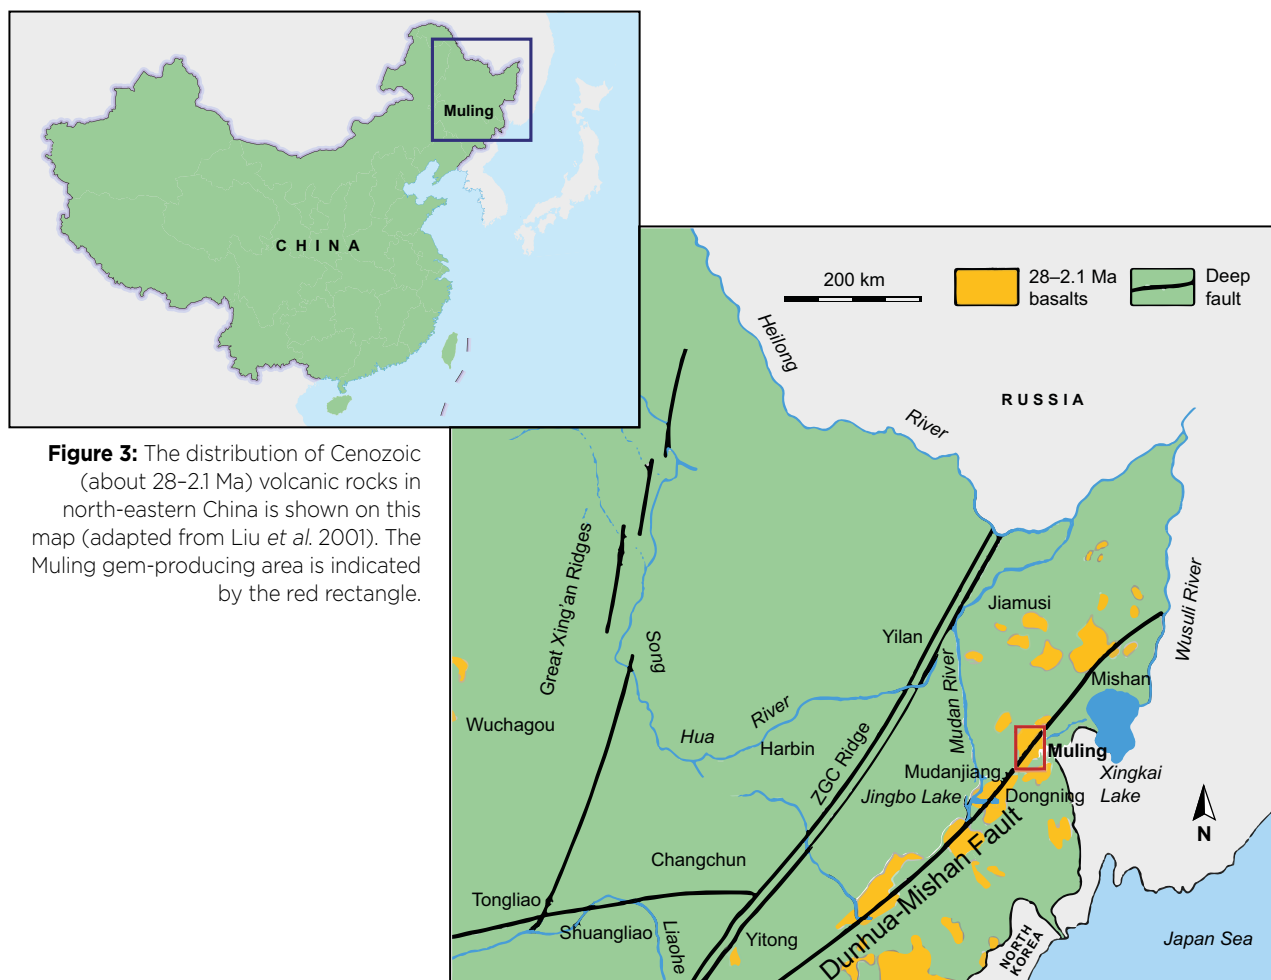 Muling
CHINA
Figure 3: The distribution of Cenozoic
(about 28–2.1 Ma) volcanic rocks in
north-eastern China is shown on this
map (adapted from Liu et al. 2001). The
Muling gem-producing area is indicated
by the red rectangle.
200 km
28–2.1 Ma
basalts
Deep
fault
Heilong
River
RUSSIA
Great Xing'an Ridges
Song
Hua
River
Harbin
Wuchagou
Yilan
Jiamusi
Mudan River
Wusuli River
Mishan
ZGC Ridge
Muling
Mudanjiang
Jingbo Lake
Dongning
Xingkai
Lake
N
Changchun
Dunhua-Mishan Fault
Tongliao
Shuangliao
Liaohe
Yitong
NORTH
KOREA
Japan Sea